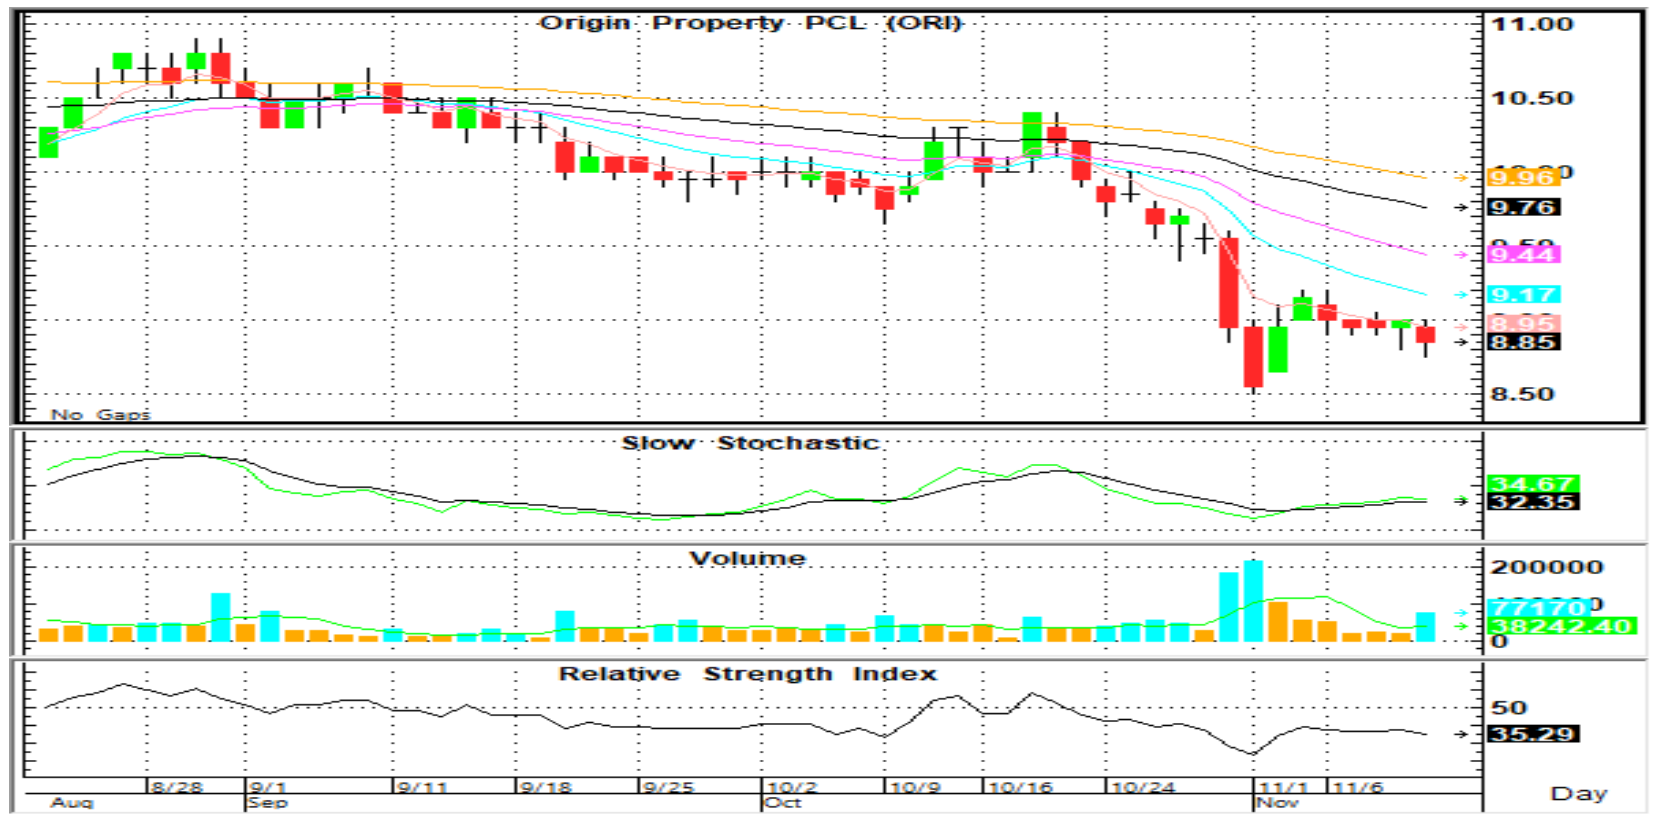 Origin Property PCL (ORI)
11.00
10.50
9.96
9.76
9.44
9.17
8.95
8.85
8.50
No Gaps
Slow Stochastic
34.67
32.35
Volume
200000
77170
38242.40
0
Relative Strength Index
50
35.29
8/28 9/1 9/11 9/18 9/25 10/2 10/9 10/16 10/24 11/1 11/6
Aug Sep Oct Nov
Day